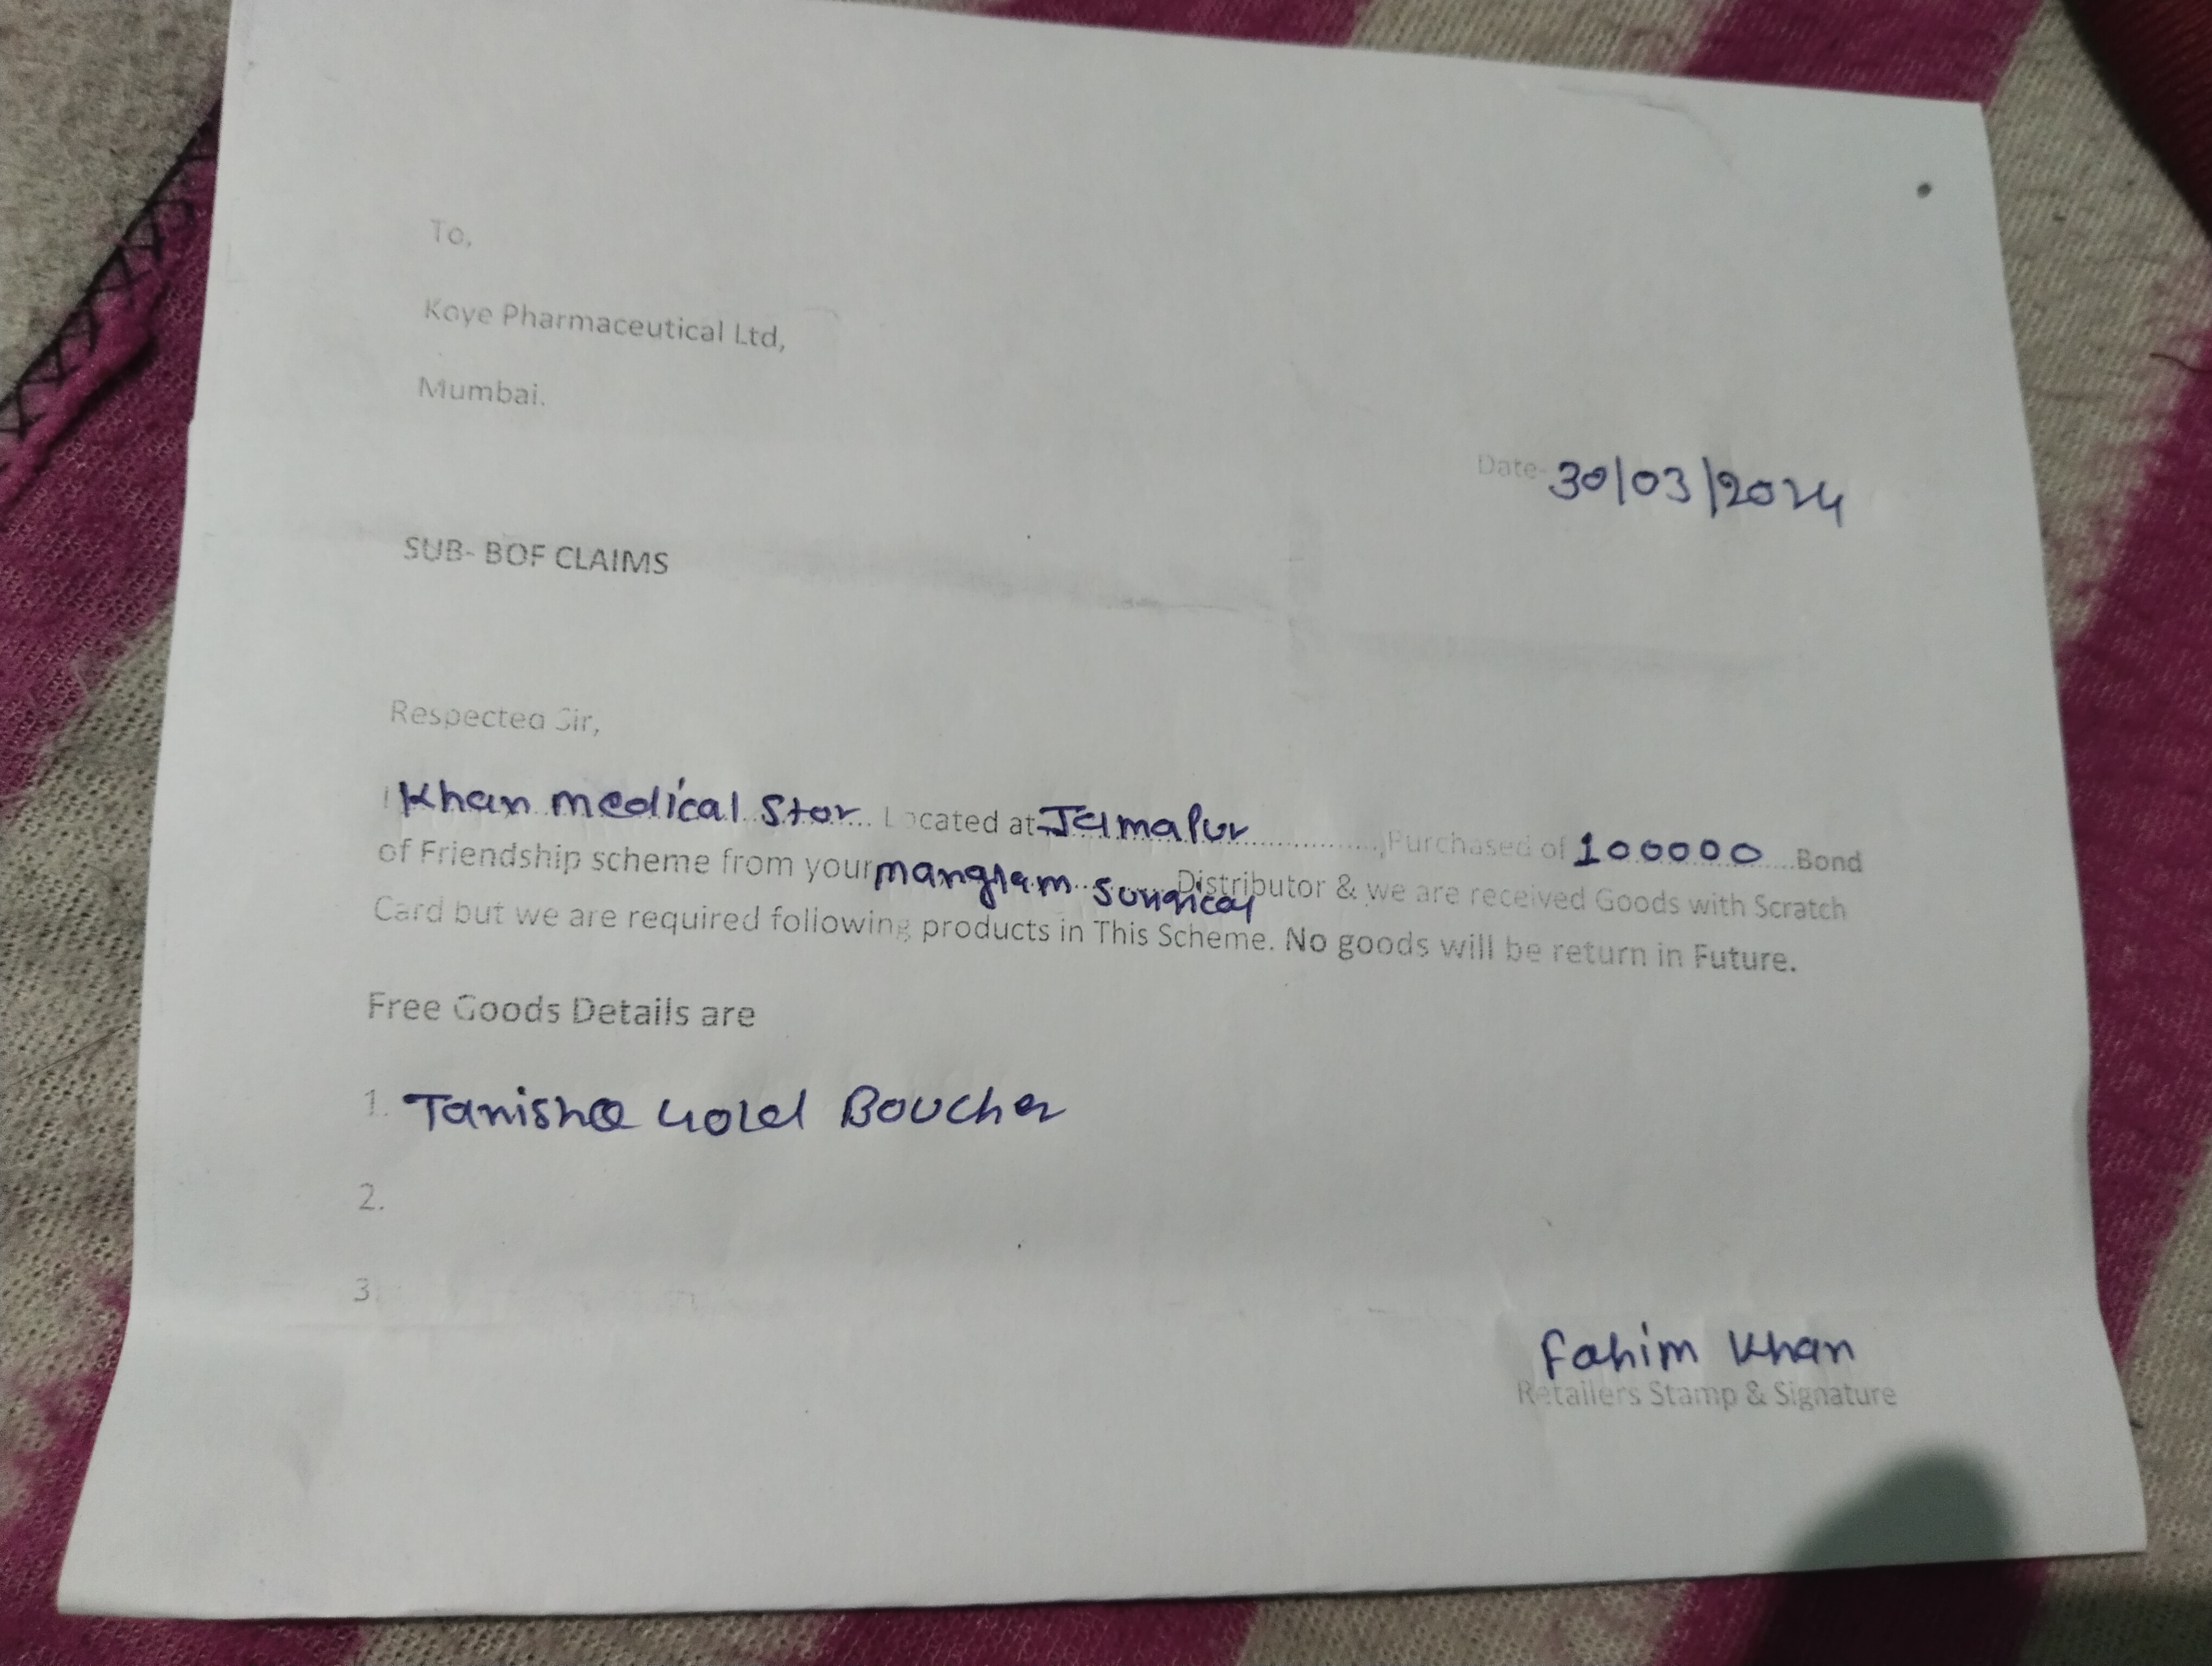 To,
Koye Pharmaceutical Ltd,
Mumbai.
Date- 30/03/2024
SUB- BOF CLAIMS
Respected Sir,
I Khan medical Stor Located at Jamalpur, Purchased of 100000 Bond
of Friendship scheme from your manglam Surgical Distributor & we are received Goods with Scratch
Card but we are required following products in This Scheme. No goods will be return in Future.
Free Goods Details are
1. Tanishq Gold Boucher
2.
3.
Fahim Khan
Retailers Stamp & Signature